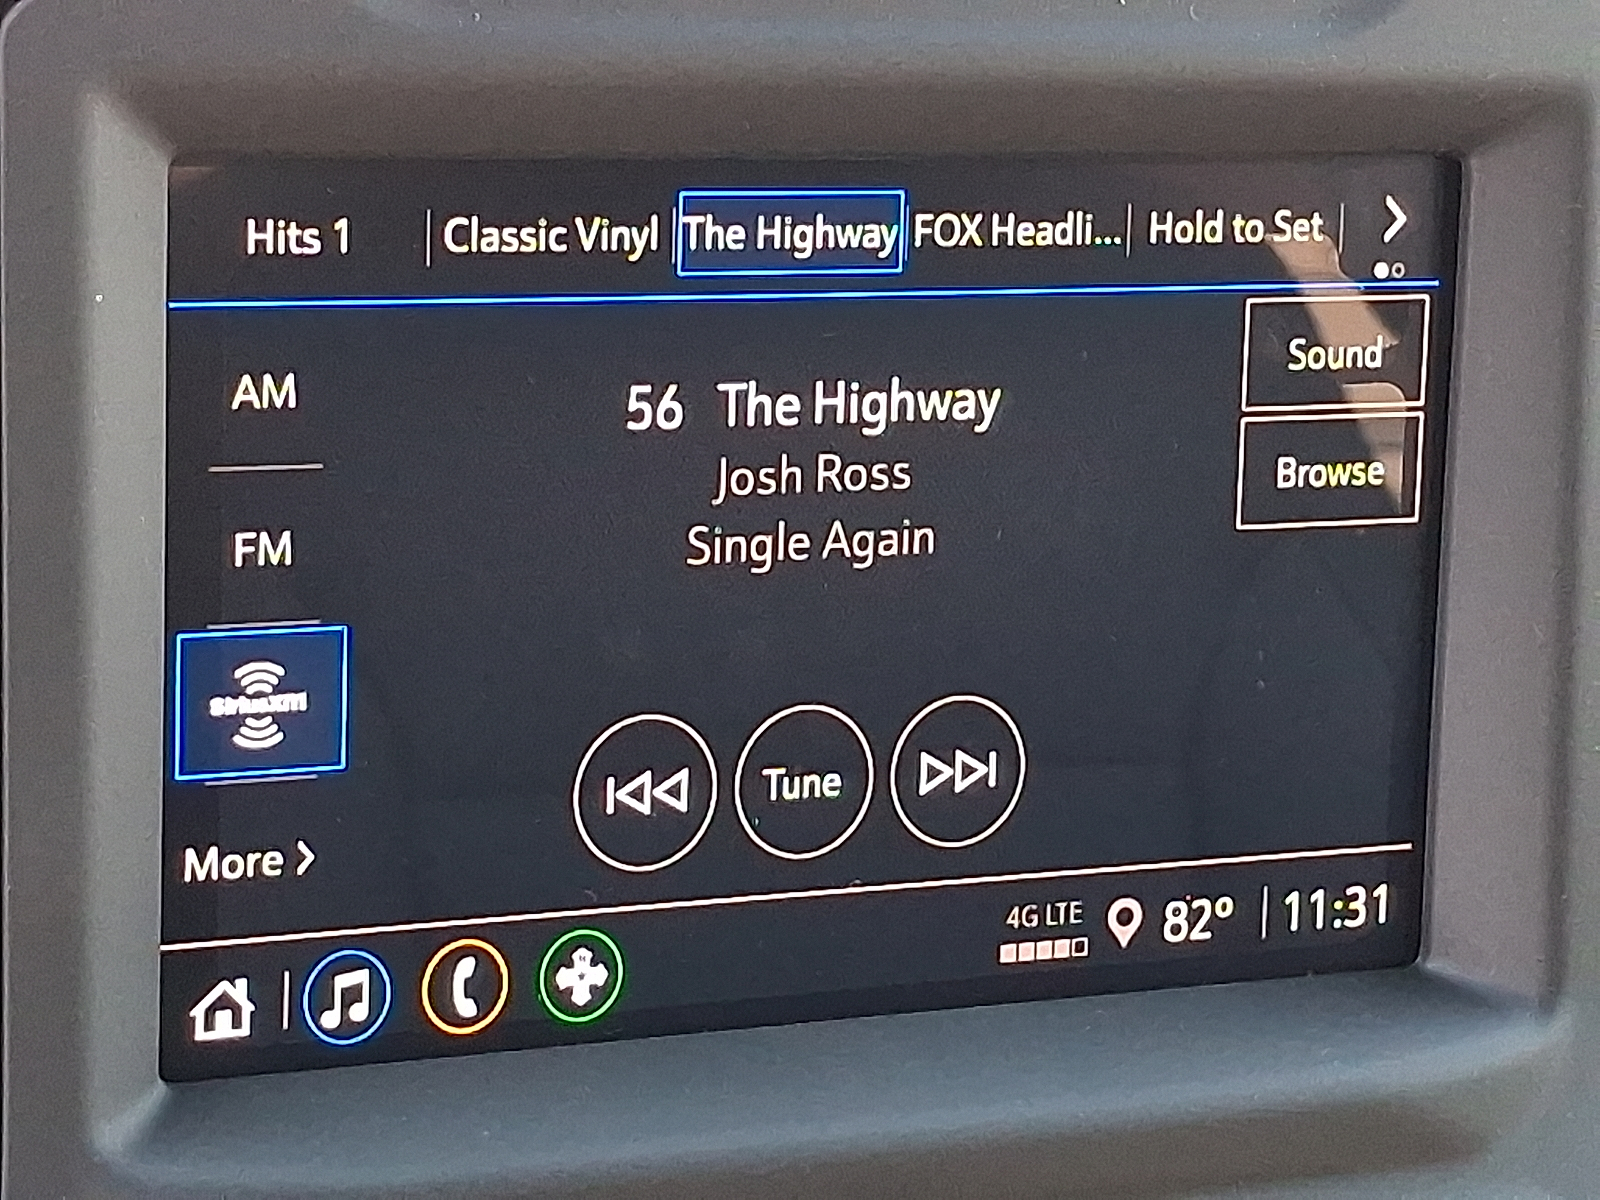 Hits 1 | Classic Vinyl | The Highway | FOX Headli... | Hold to Set
Sound
AM
56 The Highway
Browse
Josh Ross
FM
Single Again
SiriusXM
Tune
More
4G LTE 82° 11:31